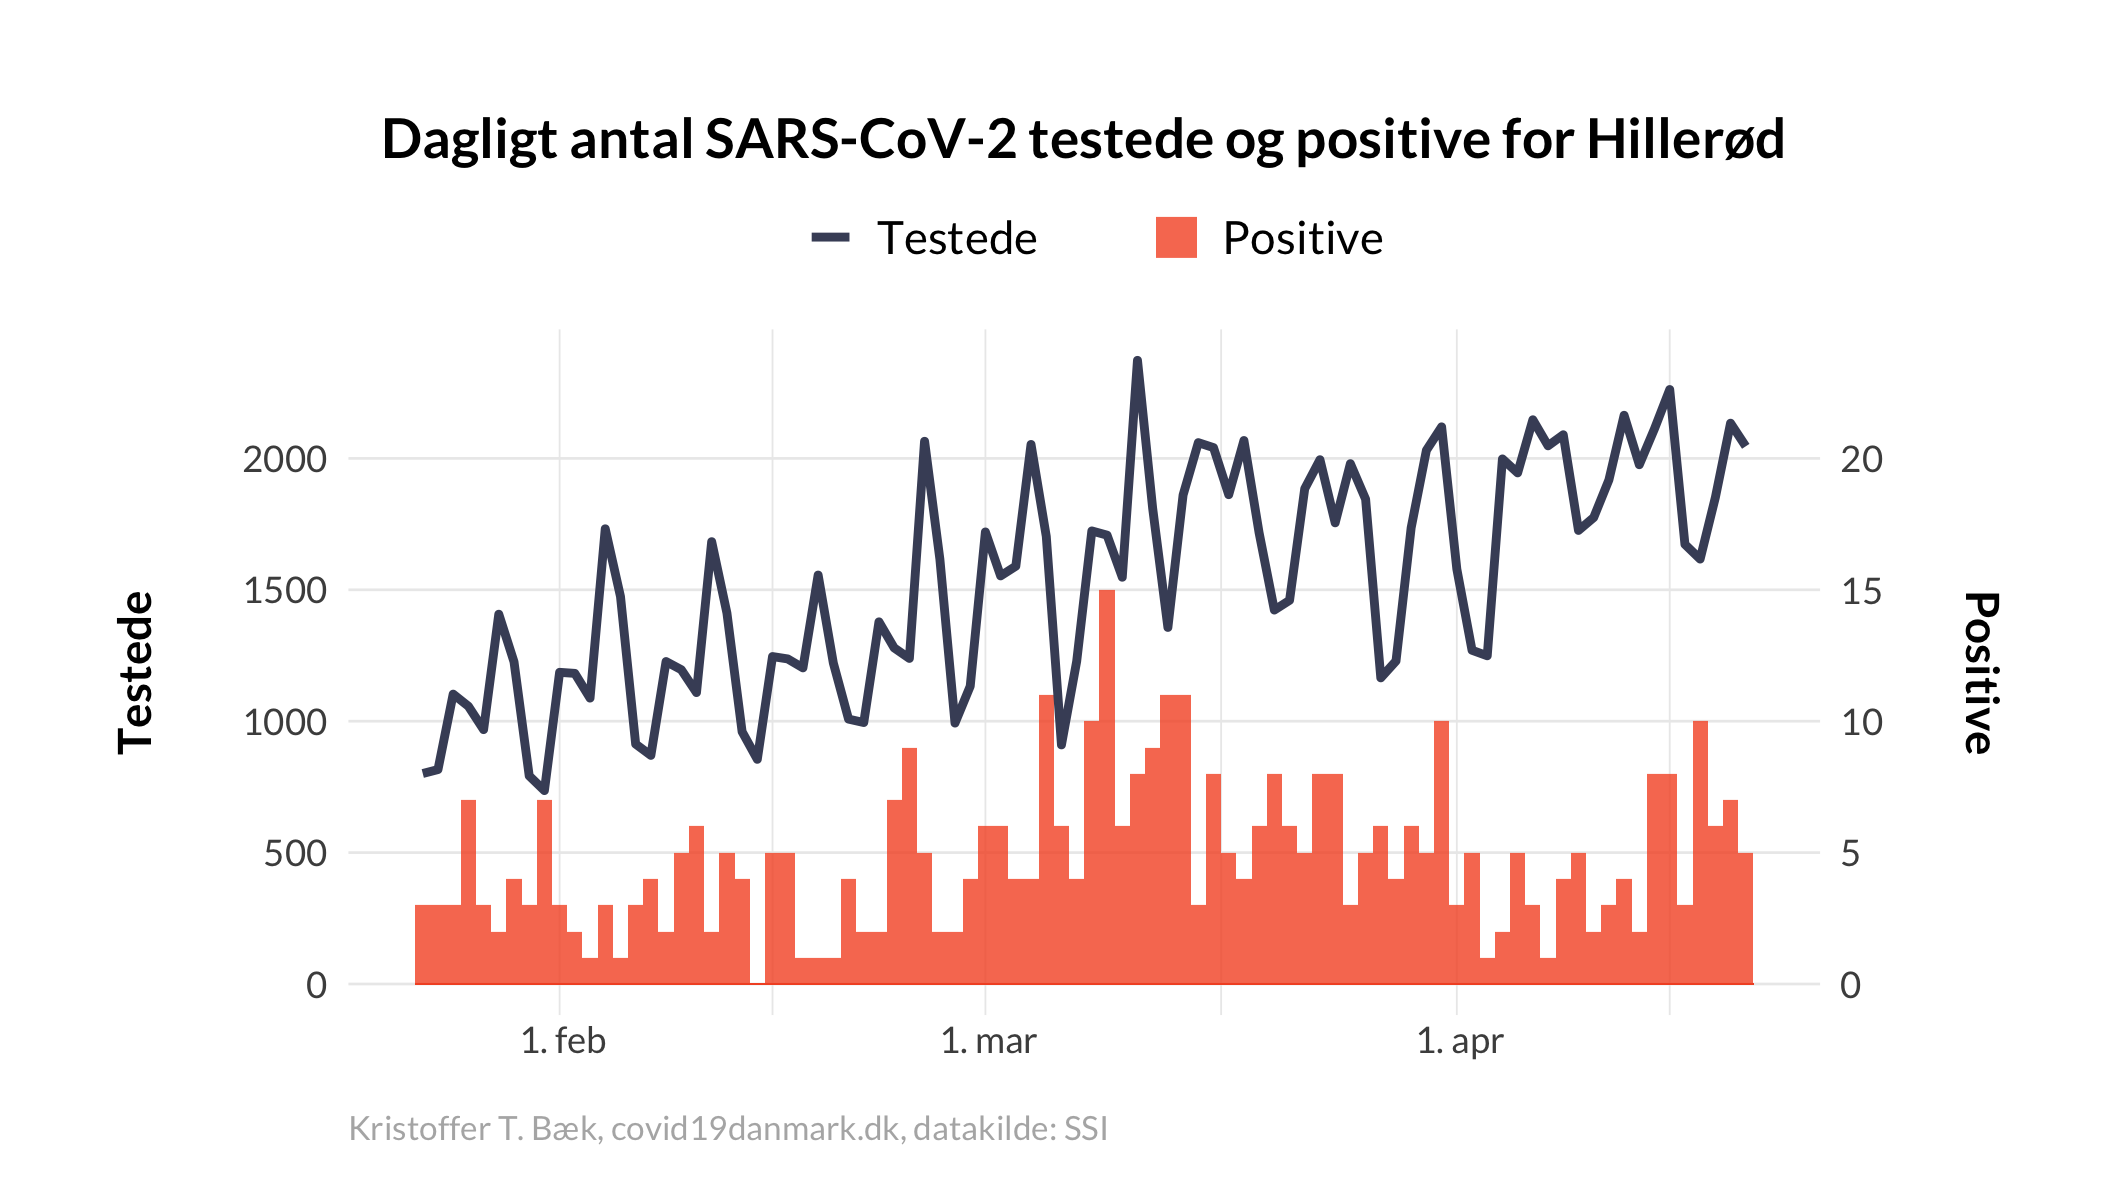 Dagligt antal SARS-CoV-2 testede og positive for Hillerød
Testede Positive
2000 20
1500 15
1000 10
500 5
0 0
Testede
Positive
1. feb 1. mar 1. apr
Kristoffer T. Bæk, covid19danmark.dk, datakilde: SSI